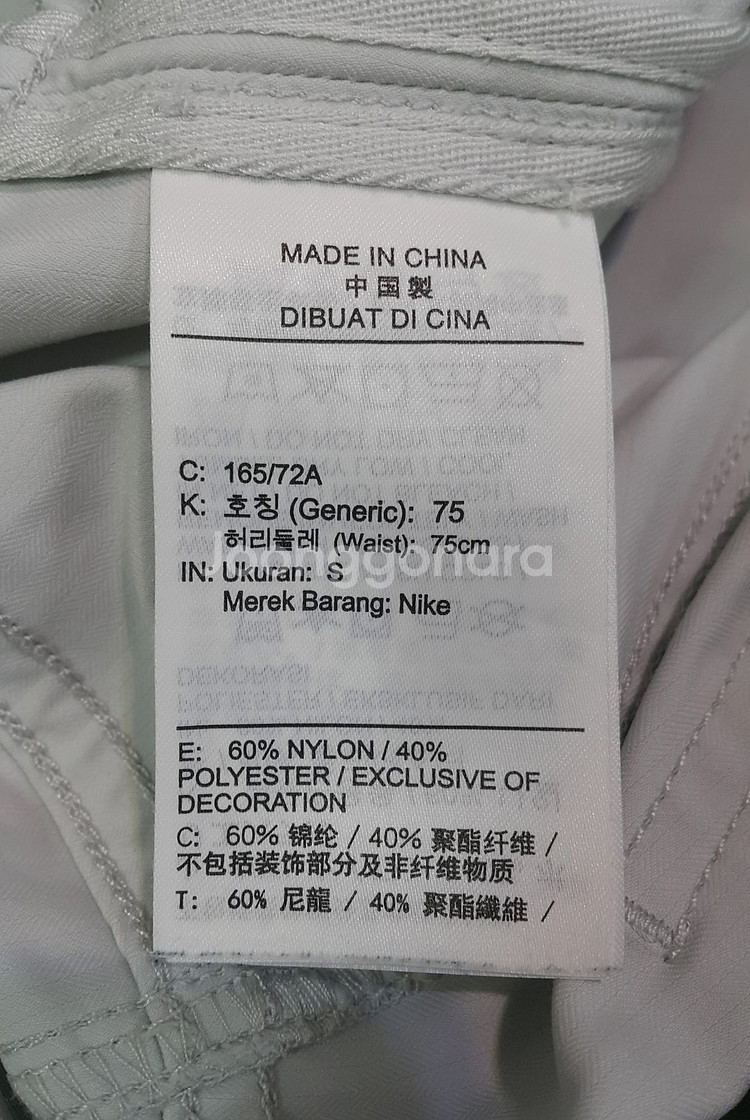 MADE IN CHINA
中国製
DIBUAT DI CINA
C: 165/72A
K: 호칭 (Generic): 75
허리둘레 (Waist): 75cm
Joonggonara
IN: Ukuran: S
Merek Barang: Nike
E: 60% NYLON / 40%
POLYESTER / EXCLUSIVE OF
DECORATION
C: 60% 锦纶 / 40% 聚酯纤维 /
不包括装饰部分及非纤维物质
T: 60% 尼龍 / 40% 聚酯纖維 /